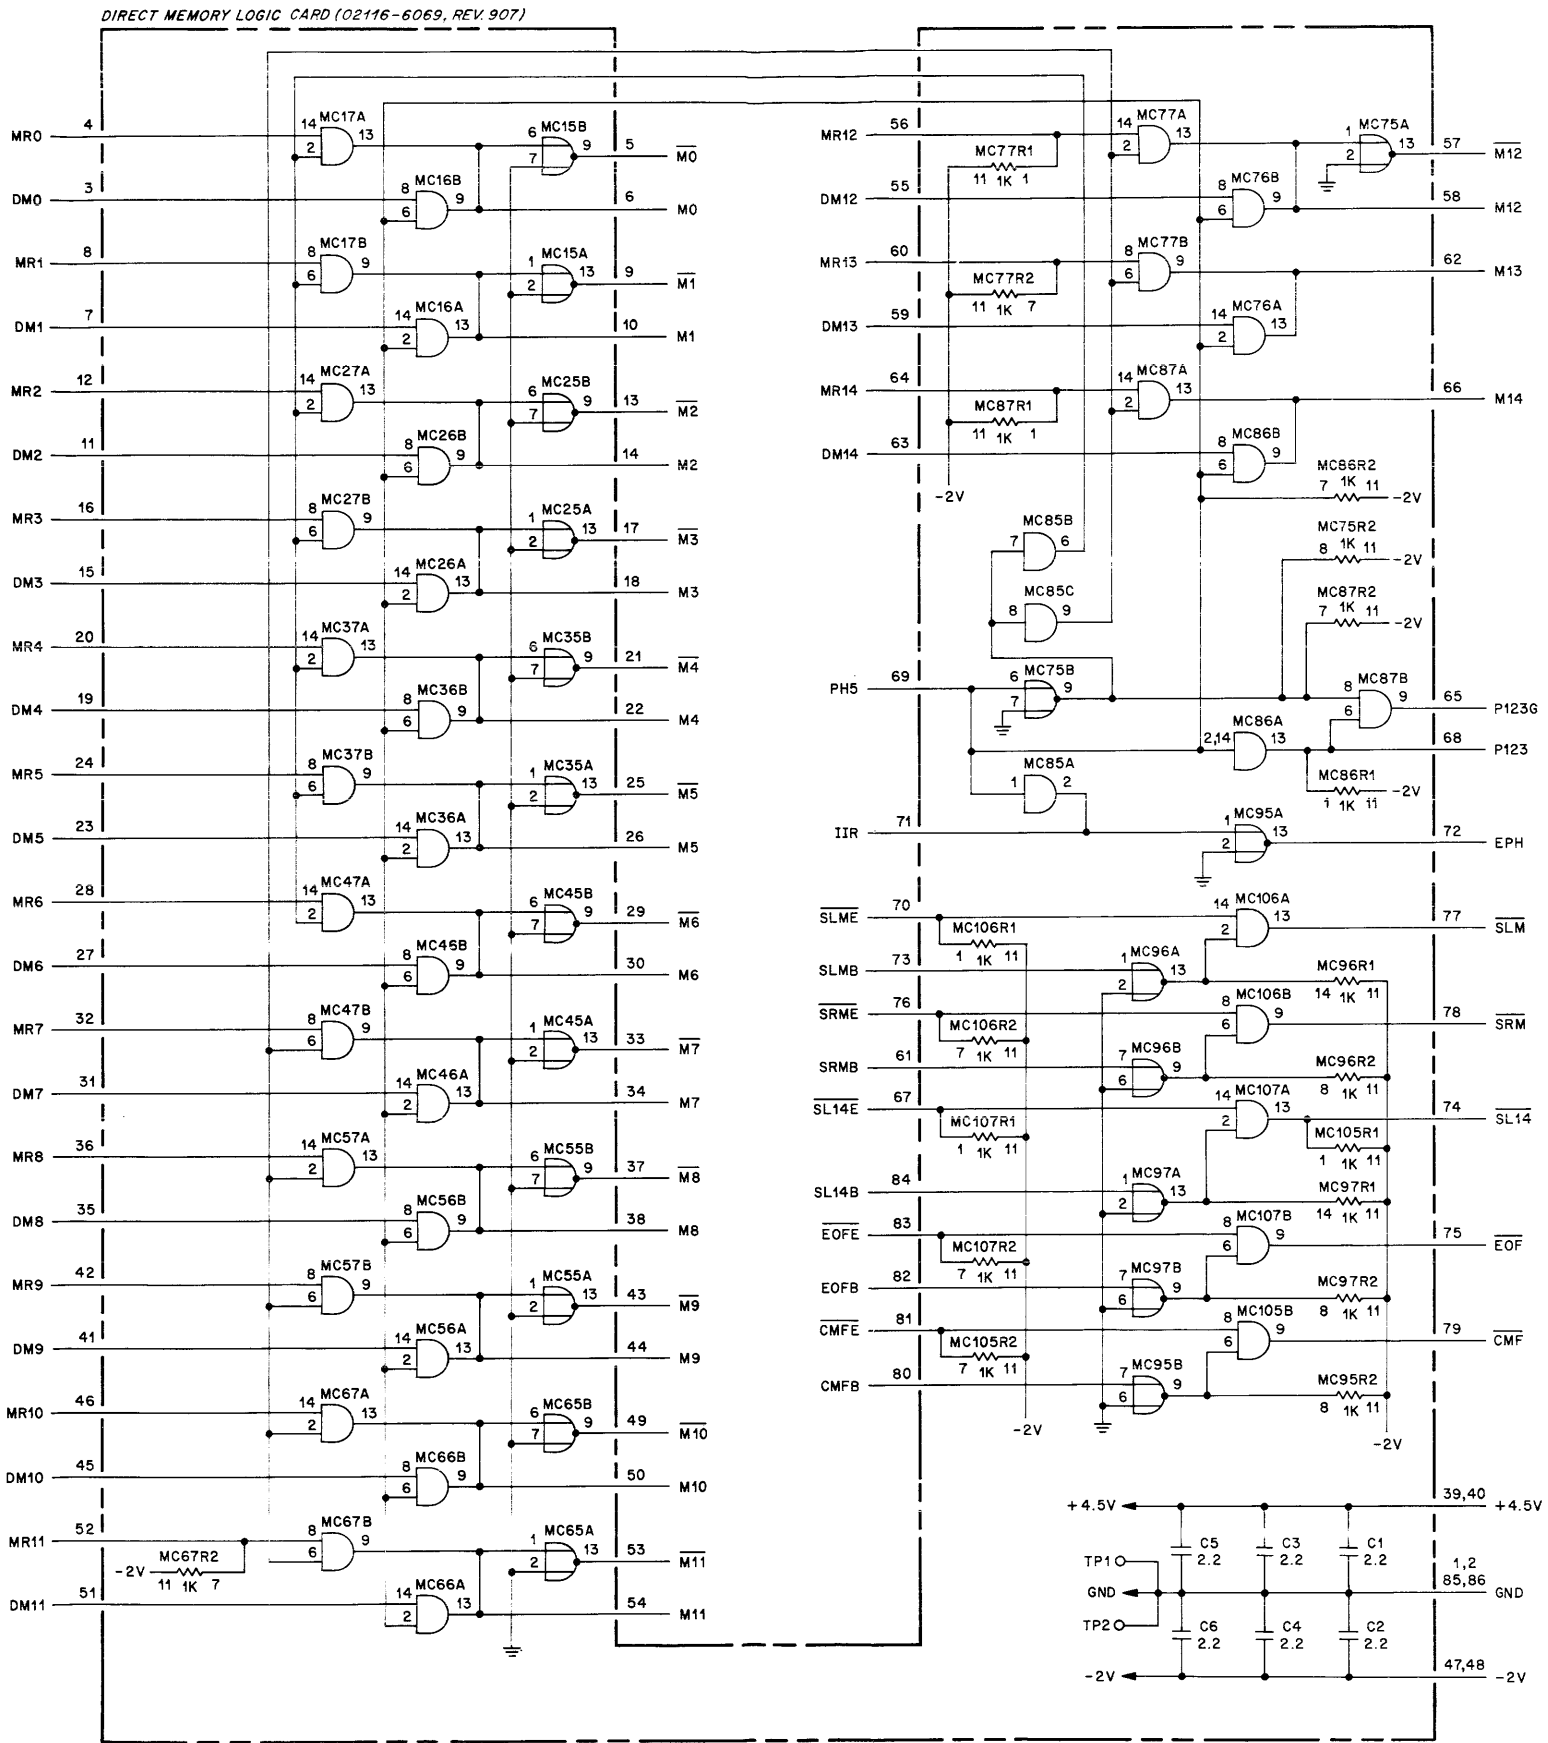 DIRECT MEMORY LOGIC CARD (02116-6069, REV. 907)
MR0 4 14 2 MC17A 13 6 7 MC15B 9 5 M̅0̅
DM0 3 8 6 MC16B 9 6 M0
MR1 8 8 6 MC17B 9 1 2 MC15A 13 9 M̅1̅
DM1 7 14 2 MC16A 13 10 M1
MR2 12 14 2 MC27A 13 6 7 MC25B 9 13 M̅2̅
DM2 11 8 6 MC26B 9 14 M2
MR3 16 8 6 MC27B 9 1 2 MC25A 13 17 M̅3̅
DM3 15 14 2 MC26A 13 18 M3
MR4 20 14 2 MC37A 13 6 7 MC35B 9 21 M̅4̅
DM4 19 8 6 MC36B 9 22 M4
MR5 24 8 6 MC37B 9 1 2 MC35A 13 25 M̅5̅
DM5 23 14 2 MC36A 13 26 M5
MR6 28 14 2 MC47A 13 6 7 MC45B 9 29 M̅6̅
DM6 27 8 6 MC46B 9 30 M6
MR7 32 8 6 MC47B 9 1 2 MC45A 13 33 M̅7̅
DM7 31 14 2 MC46A 13 34 M7
MR8 36 14 2 MC57A 13 6 7 MC55B 9 37 M̅8̅
DM8 35 8 6 MC56B 9 38 M8
MR9 42 8 6 MC57B 9 1 2 MC55A 13 43 M̅9̅
DM9 41 14 2 MC56A 13 44 M9
MR10 46 14 2 MC67A 13 6 7 MC65B 9 49 M̅1̅0̅
DM10 45 8 6 MC66B 9 50 M10
MR11 52 8 6 MC67B 9 1 2 MC65A 13 53 M̅1̅1̅
-2V MC67R2 11 1K 7
DM11 51 14 2 MC66A 13 54 M11
MR12 56 14 2 MC77A 13 1 2 MC75A 13 57 M̅1̅2̅
MC77R1 11 1K 1
DM12 55 8 6 MC76B 9 58 M12
MR13 60 8 6 MC77B 9 62 M13
MC77R2 11 1K 7
DM13 59 14 2 MC76A 13
MR14 64 14 2 MC87A 13 66 M14
MC87R1 11 1K 1
DM14 63 8 6 MC86B 9
-2V
MC86R2 7 1K 11 -2V
MC85B 7 6
MC75R2 8 1K 11 -2V
MC85C 8 9
MC87R2 7 1K 11 -2V
PH5 69 6 7 MC75B 9 8 6 MC87B 9 65 P123G
2,14 MC86A 13 68 P123
MC85A 1 2
MC86R1 1 1K 11 -2V
IIR 71 1 2 MC95A 13 72 EPH
S̅L̅M̅E̅ 70 14 2 MC106A 13 77 S̅L̅M̅
MC106R1 1 1K 11
SLMB 73 1 2 MC96A 13 MC96R1 14 1K 11
S̅R̅M̅E̅ 76 8 6 MC106B 9 78 S̅R̅M̅
MC106R2 7 1K 11
SRMB 61 7 6 MC96B 9 MC96R2 8 1K 11
S̅L̅1̅4̅E̅ 67 14 2 MC107A 13 74 S̅L̅1̅4̅
MC107R1 1 1K 11 MC105R1 1 1K 11
SL14B 84 1 2 MC97A 13 MC97R1 14 1K 11
E̅O̅F̅E̅ 83 8 6 MC107B 9 75 E̅O̅F̅
MC107R2 7 1K 11
EOFB 82 7 6 MC97B 9 MC97R2 8 1K 11
C̅M̅F̅E̅ 81 8 6 MC105B 9 79 C̅M̅F̅
MC105R2 7 1K 11
CMFB 80 7 6 MC95B 9 MC95R2 8 1K 11
-2V -2V
+4.5V 39,40 +4.5V
C5 2.2 C3 2.2 C1 2.2
TP1 1,2
GND 85,86 GND
TP2 C6 2.2 C4 2.2 C2 2.2
-2V 47,48 -2V